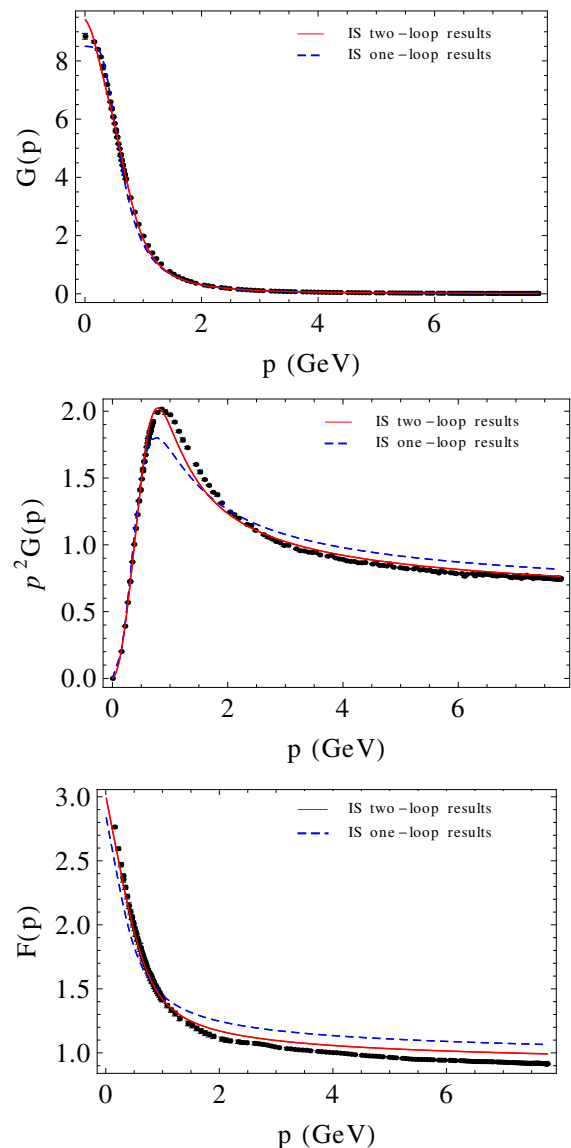 IS two-loop results
IS one-loop results
G(p)
8
6
4
2
0
0 2 4 6
p (GeV)
IS two-loop results
IS one-loop results
p ²G(p)
2.0
1.5
1.0
0.5
0.0
0 2 4 6
p (GeV)
IS two-loop results
IS one-loop results
F(p)
3.0
2.5
2.0
1.5
1.0
0 2 4 6
p (GeV)